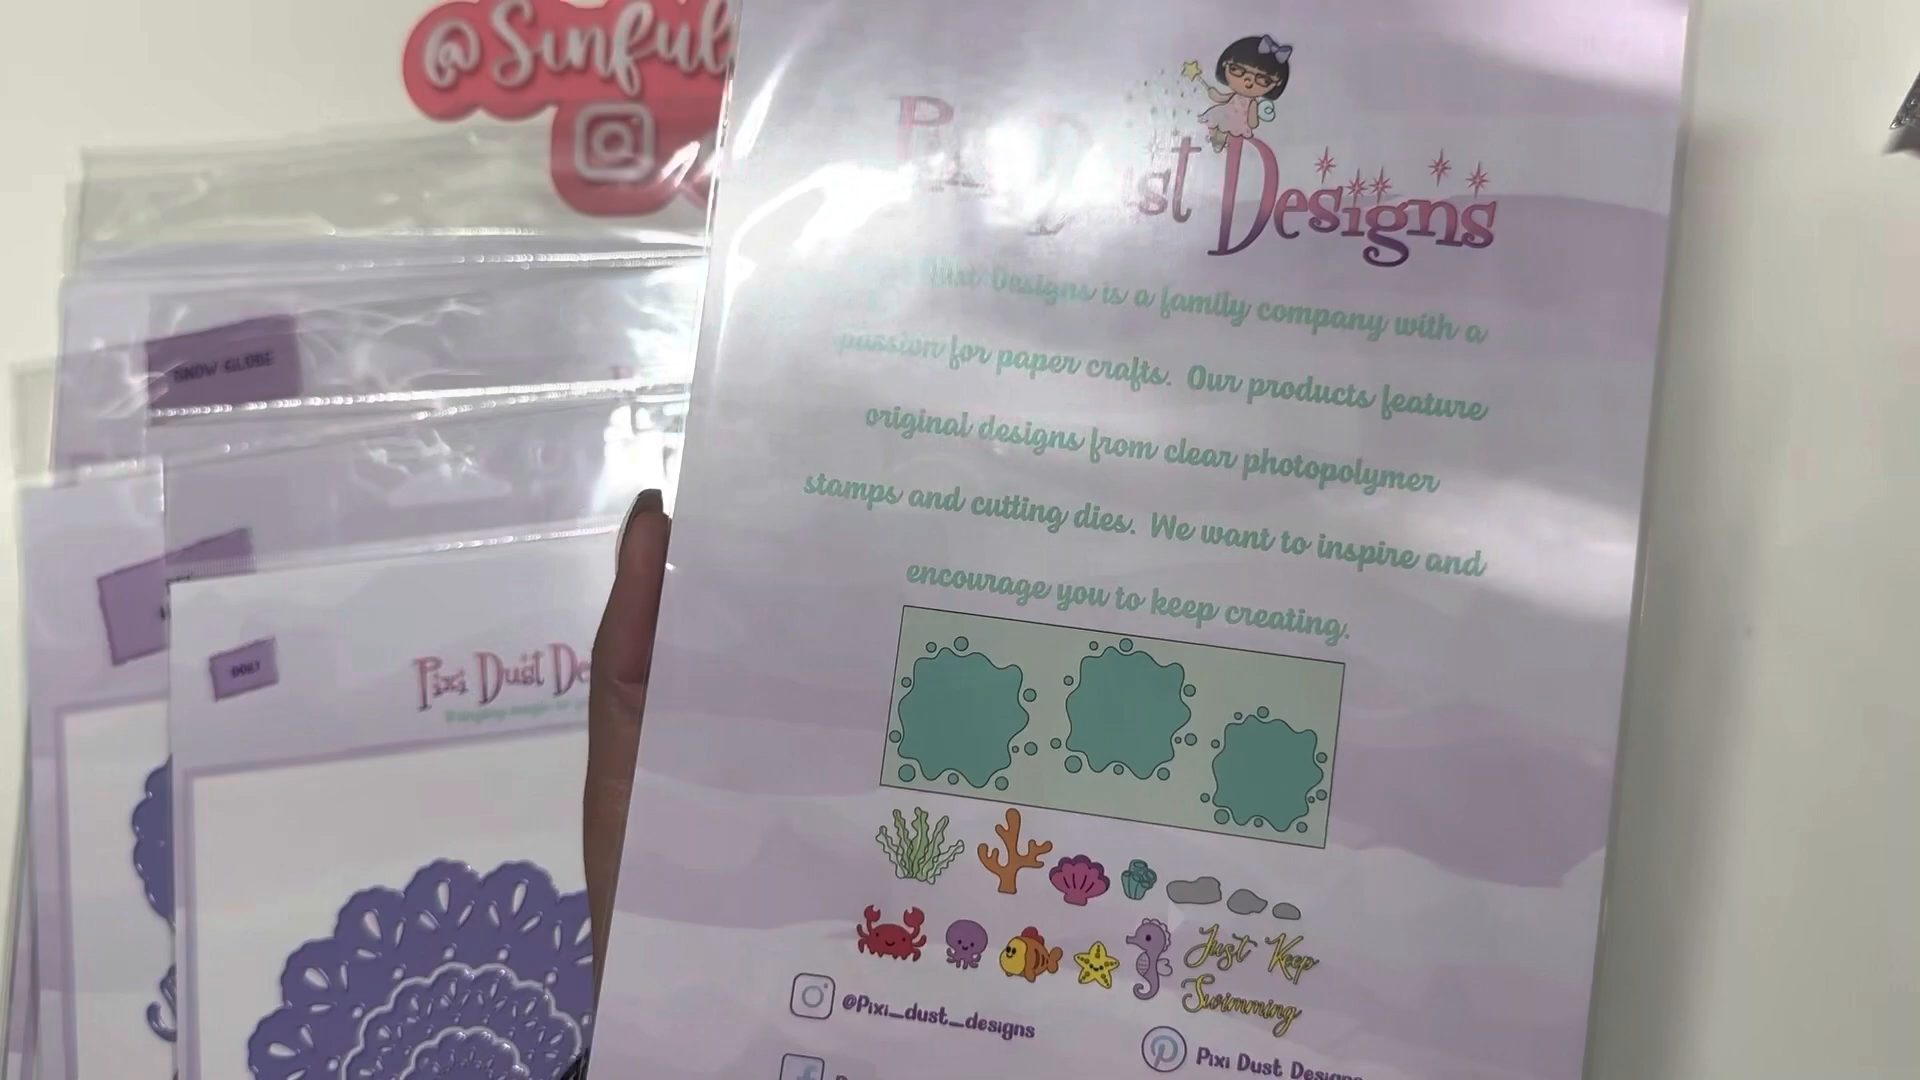 @Sinful
Pixi Dust Designs
Designs is a family company with a
passion for paper crafts. Our products feature
original designs from clear photopolymer
stamps and cutting dies. We want to inspire and
encourage you to keep creating.
Just Keep
Swimming
@Pixi_dust_designs
Pixi Dust Designs
SNOW GLOBE
DOILY
Pixi Dust De